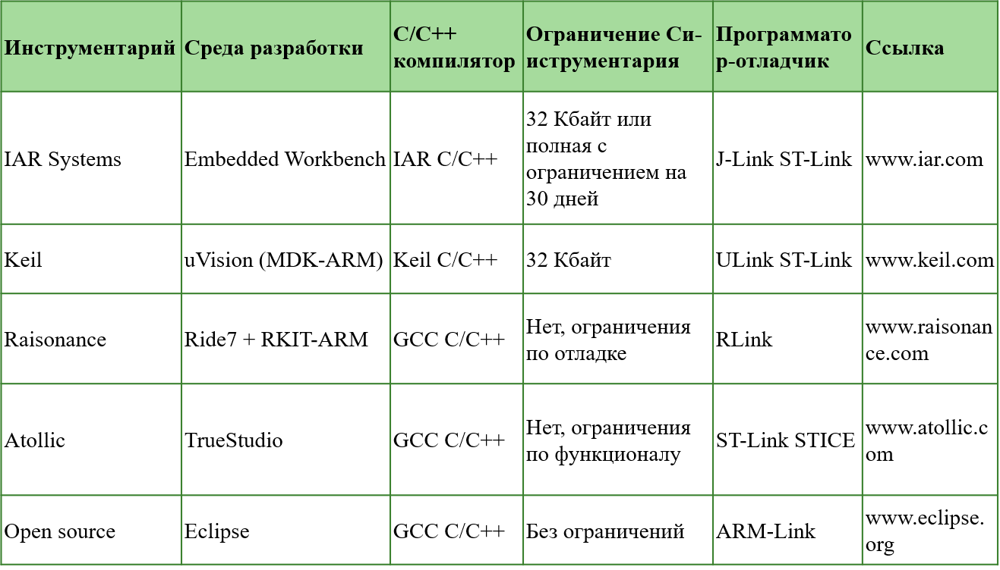 Инструментарий
Среда разработки
C/C++
компилятор
Ограничение Си-
иструментария
Программато
р-отладчик
Ссылка
IAR Systems
Embedded Workbench
IAR C/C++
32 Кбайт или
полная с
ограничением на
30 дней
J-Link ST-Link
www.iar.com
Keil
uVision (MDK-ARM)
Keil C/C++
32 Кбайт
ULink ST-Link
www.keil.com
Raisonance
Ride7 + RKIT-ARM
GCC C/C++
Нет, ограничения
по отладке
RLink
www.raisonan
ce.com
Atollic
TrueStudio
GCC C/C++
Нет, ограничения
по функционалу
ST-Link STICE
www.atollic.c
om
Open source
Eclipse
GCC C/C++
Без ограничений
ARM-Link
www.eclipse.
org